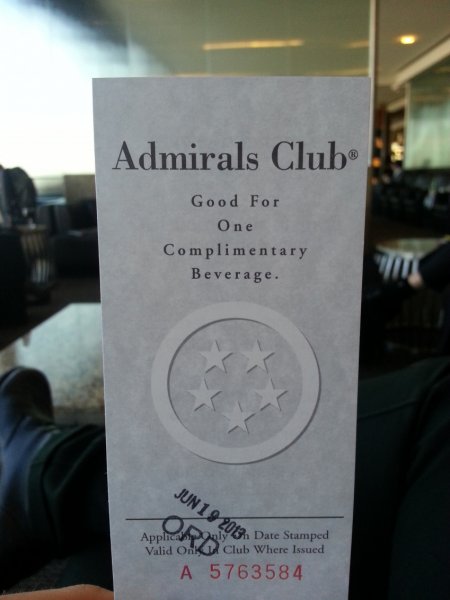 Admirals Club®
Good For
One
Complimentary
Beverage.
JUN 19 2013
ORD
Applicable Only On Date Stamped
Valid Only In Club Where Issued
A 5763584